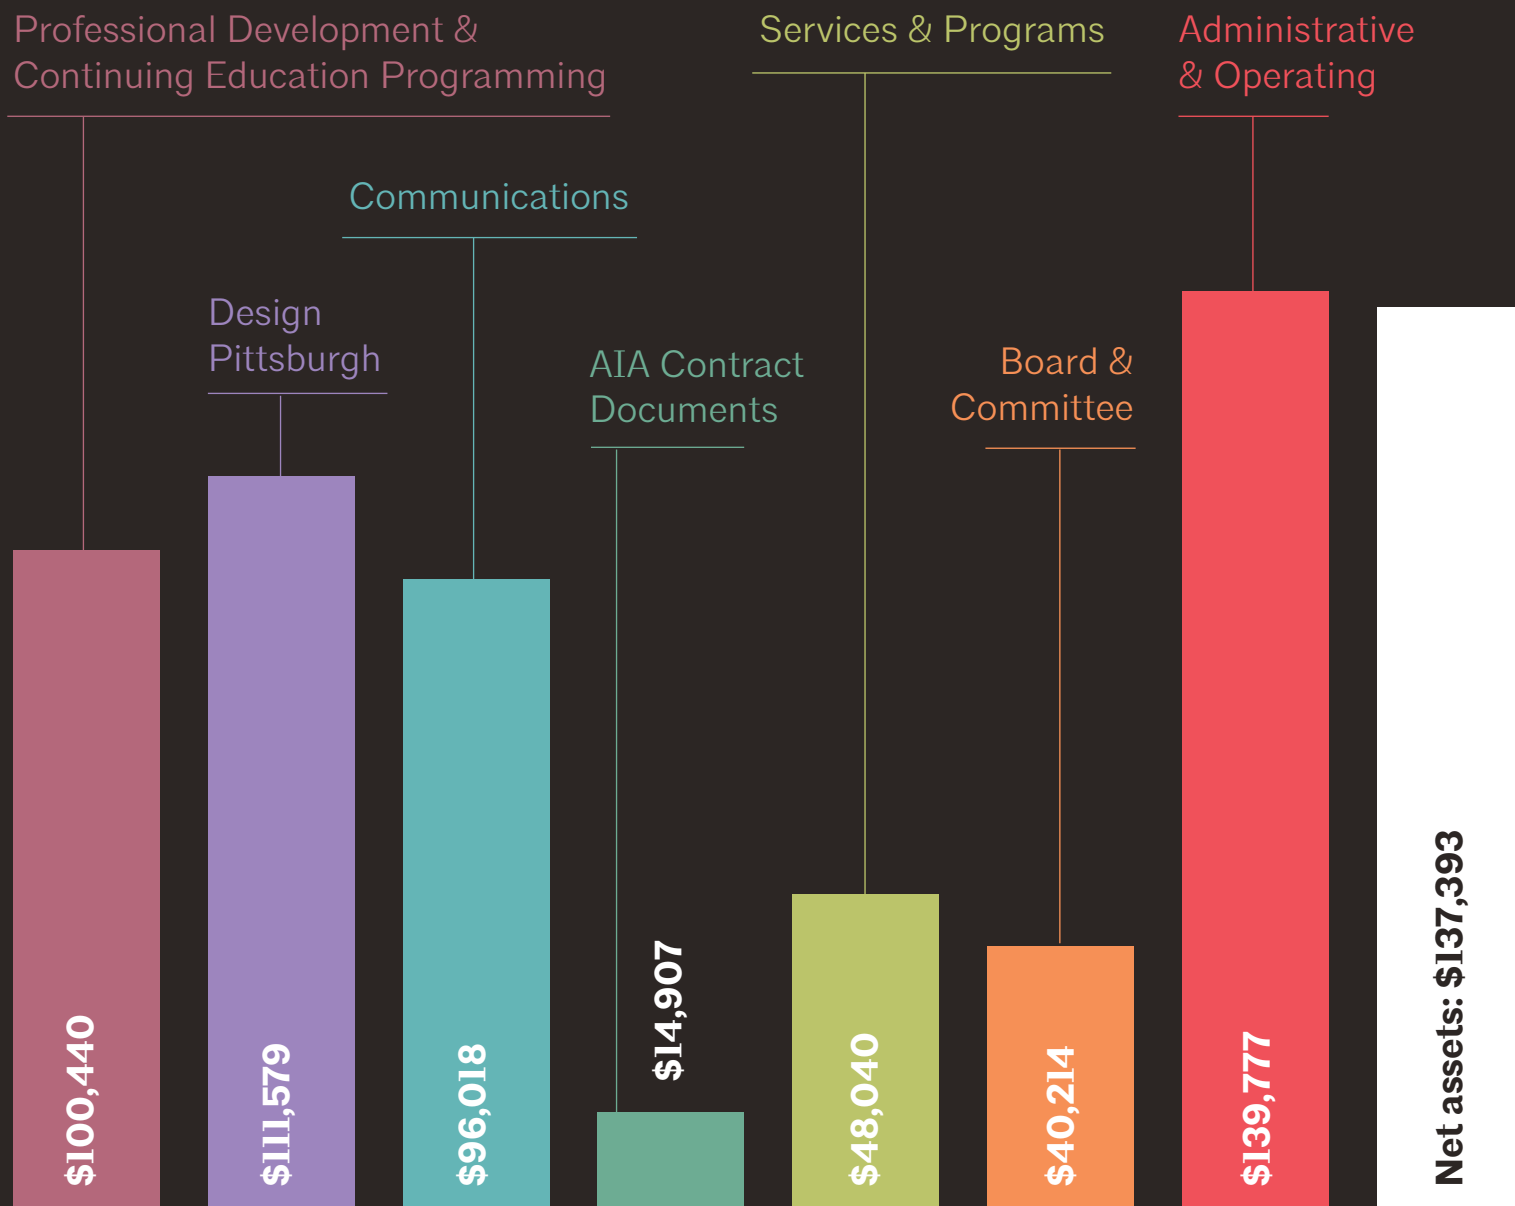 Professional Development &
Continuing Education Programming
Services & Programs
Administrative
& Operating
Communications
Design
Pittsburgh
AIA Contract
Documents
Board &
Committee
$100,440
$111,579
$96,018
$14,907
$48,040
$40,214
$139,777
Net assets: $137,393